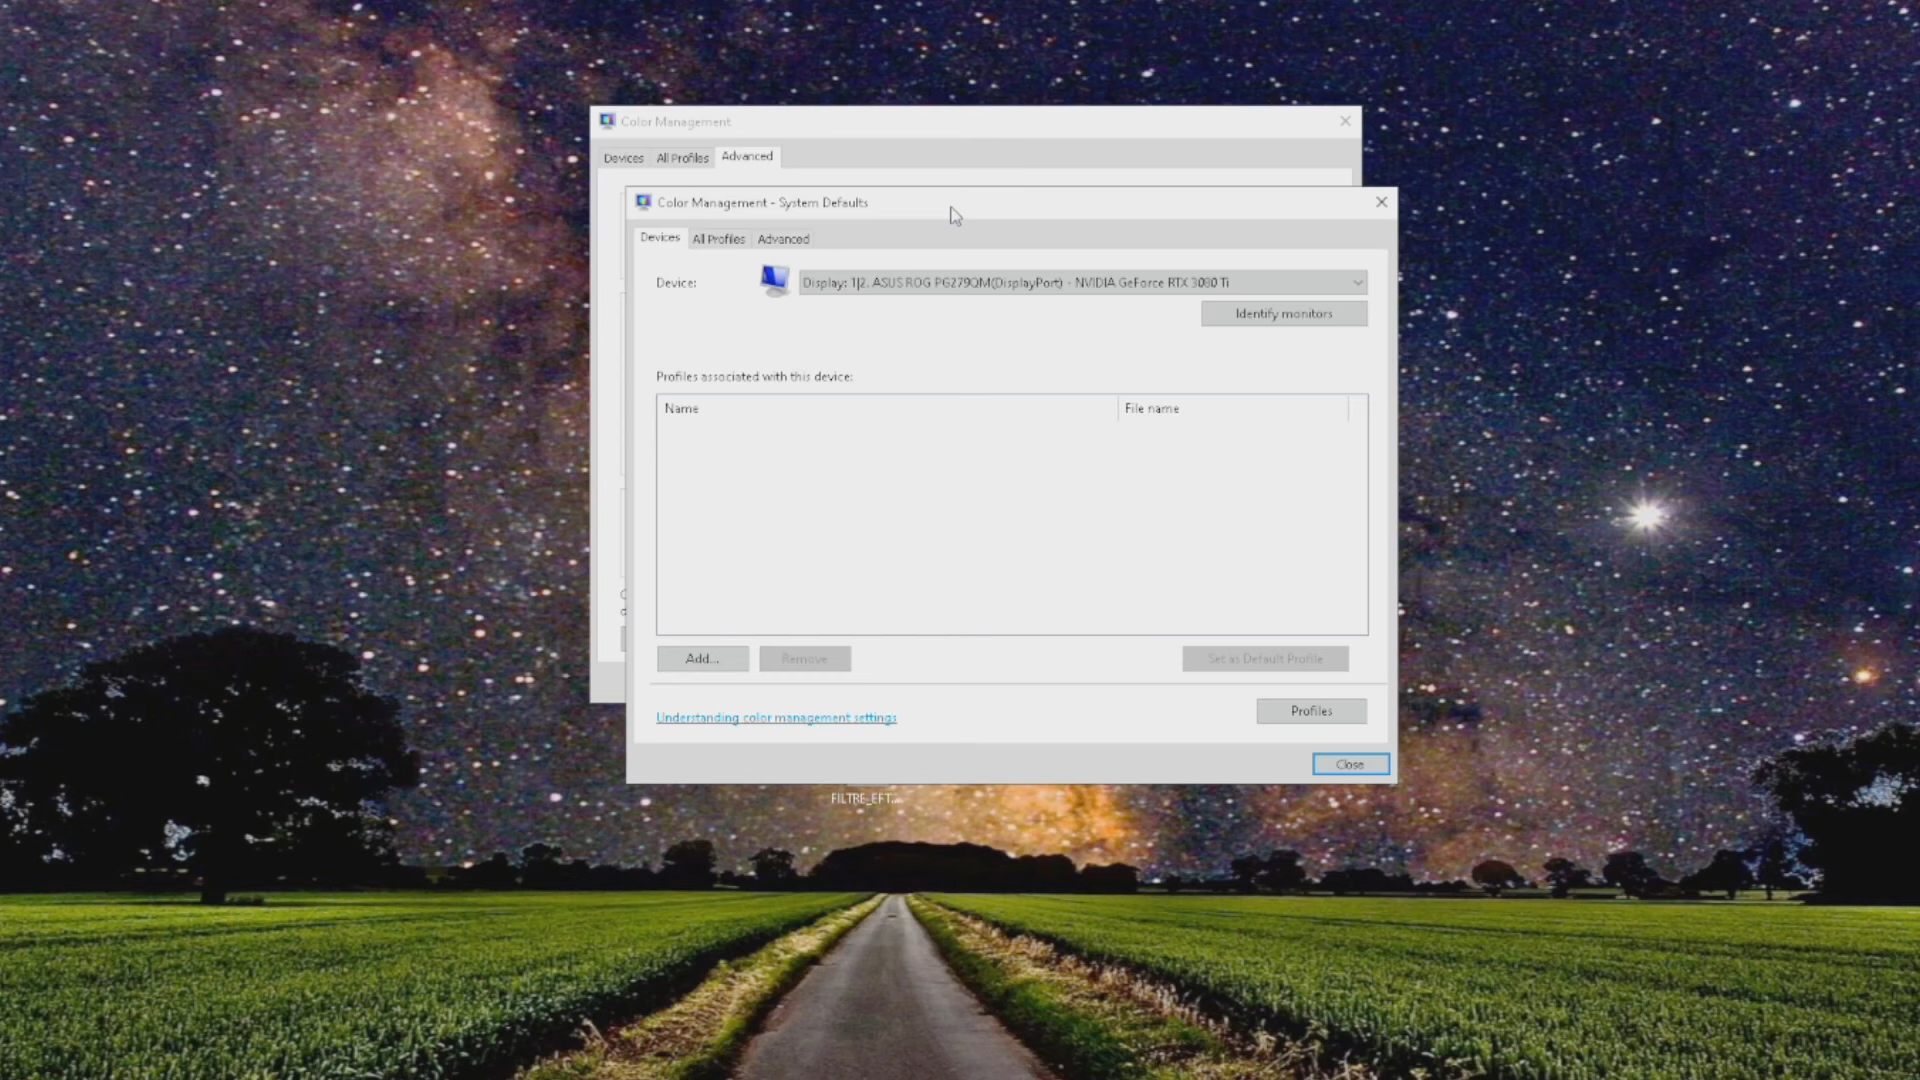 Color Management
Devices All Profiles Advanced
Color Management - System Defaults
Devices All Profiles Advanced
Device: Display: 1|2. ASUS ROG PG279QM(DisplayPort) - NVIDIA GeForce RTX 3080 Ti
Identify monitors
Profiles associated with this device:
Name File name
Add... Remove Set as Default Profile
Understanding color management settings
Profiles
Close
FILTRE_EFT...